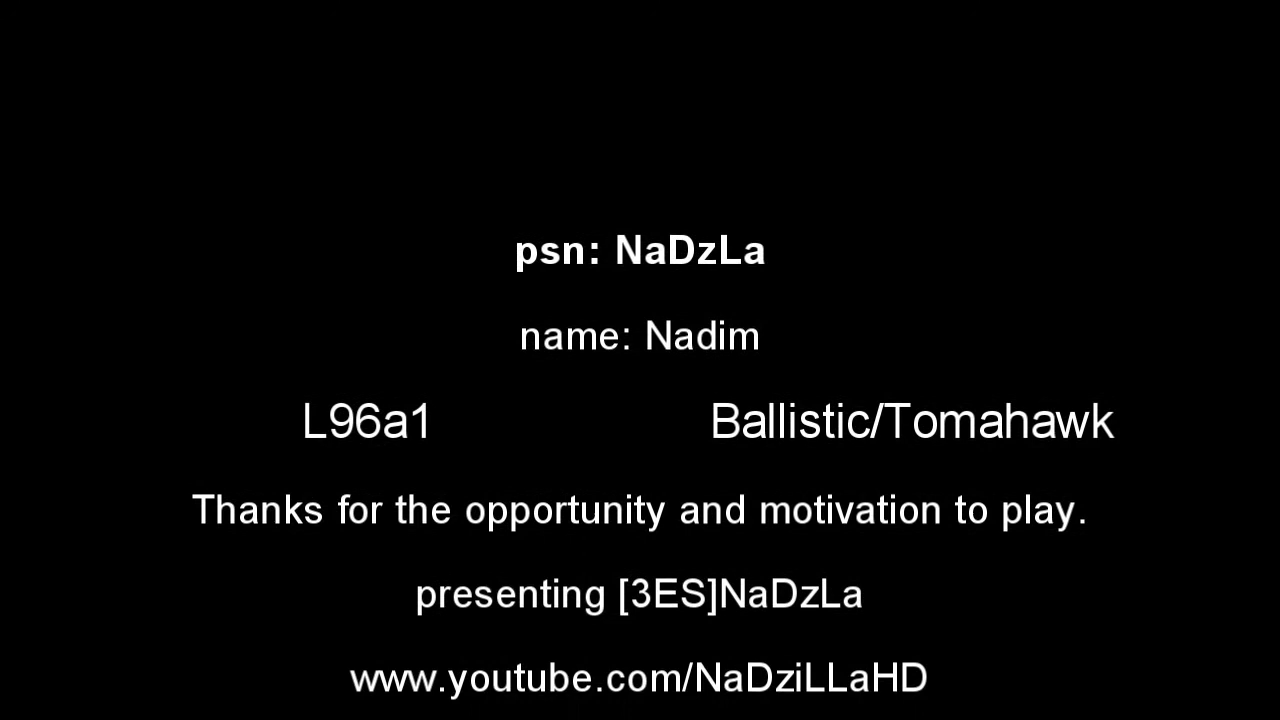 psn: NaDzLa
name: Nadim
L96a1 Ballistic/Tomahawk
Thanks for the opportunity and motivation to play.
presenting [3ES]NaDzLa
www.youtube.com/NaDziLLaHD